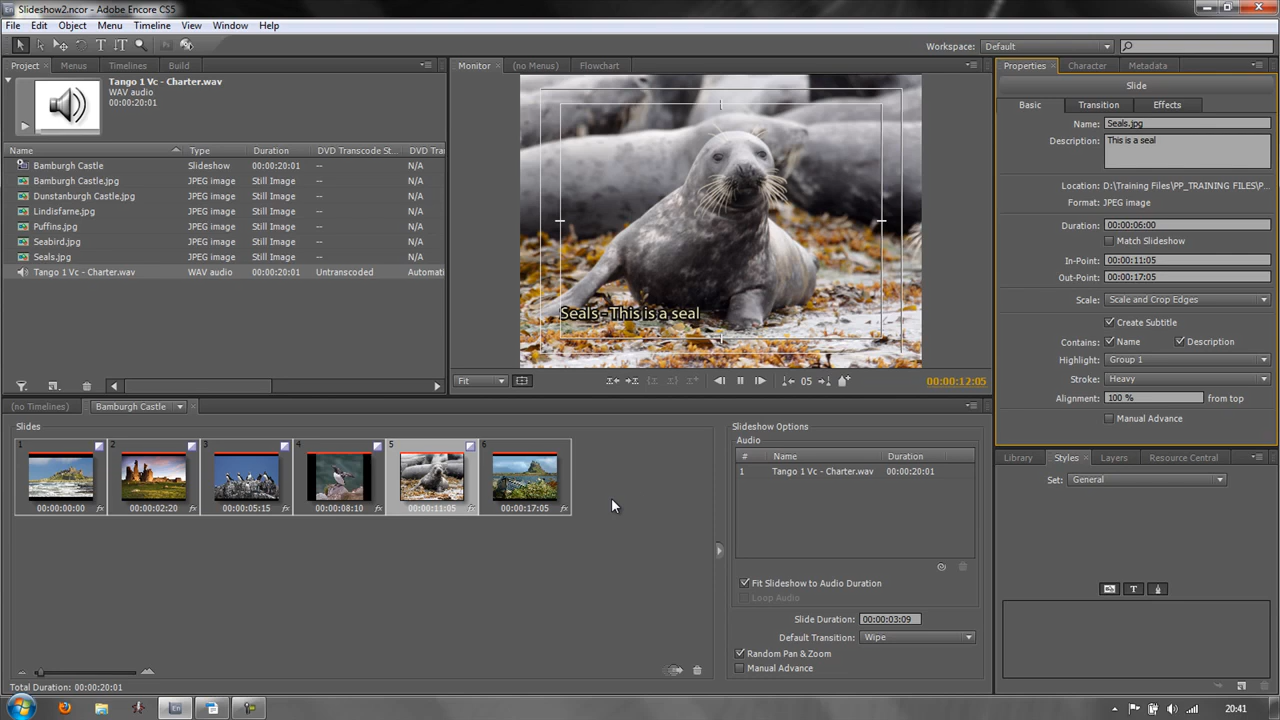 Slideshow2.ncor - Adobe Encore CS5
File Edit Object Menu Timeline View Window Help
Workspace: Default
Project Menus Timelines Build
Tango 1 Vc - Charter.wav
WAV audio
00:00:20:01
Name Type Duration DVD Transcode St... DVD Tra
Bamburgh Castle Slideshow 00:00:20:01 -- N/A
Bamburgh Castle.jpg JPEG image Still Image -- N/A
Dunstanburgh Castle.jpg JPEG image Still Image -- N/A
Lindisfarne.jpg JPEG image Still Image -- N/A
Puffins.jpg JPEG image Still Image -- N/A
Seabird.jpg JPEG image Still Image -- N/A
Seals.jpg JPEG image Still Image -- N/A
Tango 1 Vc - Charter.wav WAV audio 00:00:20:01 Untranscoded Automati
Monitor (no Menus) Flowchart
Seals - This is a seal
Fit 05 00:00:12:05
Properties Character Metadata
Slide
Basic Transition Effects
Name: Seals.jpg
Description: This is a seal
Location: D:\Training Files\PP_TRAINING FILES\P...
Format: JPEG image
Duration: 00:00:06:00
Match Slideshow
In-Point: 00:00:11:05
Out-Point: 00:00:17:05
Scale: Scale and Crop Edges
Create Subtitle
Contains: Name Description
Highlight: Group 1
Stroke: Heavy
Alignment: 100 % from top
Manual Advance
(no Timelines) Bamburgh Castle
Slides
1 2 3 4 5 6
00:00:00:00 00:00:02:20 00:00:05:15 00:00:08:10 00:00:11:05 00:00:17:05
Slideshow Options
Audio
# Name Duration
1 Tango 1 Vc - Charter.wav 00:00:20:01
Fit Slideshow to Audio Duration
Loop Audio
Slide Duration: 00:00:03:09
Default Transition: Wipe
Random Pan & Zoom
Manual Advance
Library Styles Layers Resource Central
Set: General
Total Duration: 00:00:20:01
20:41